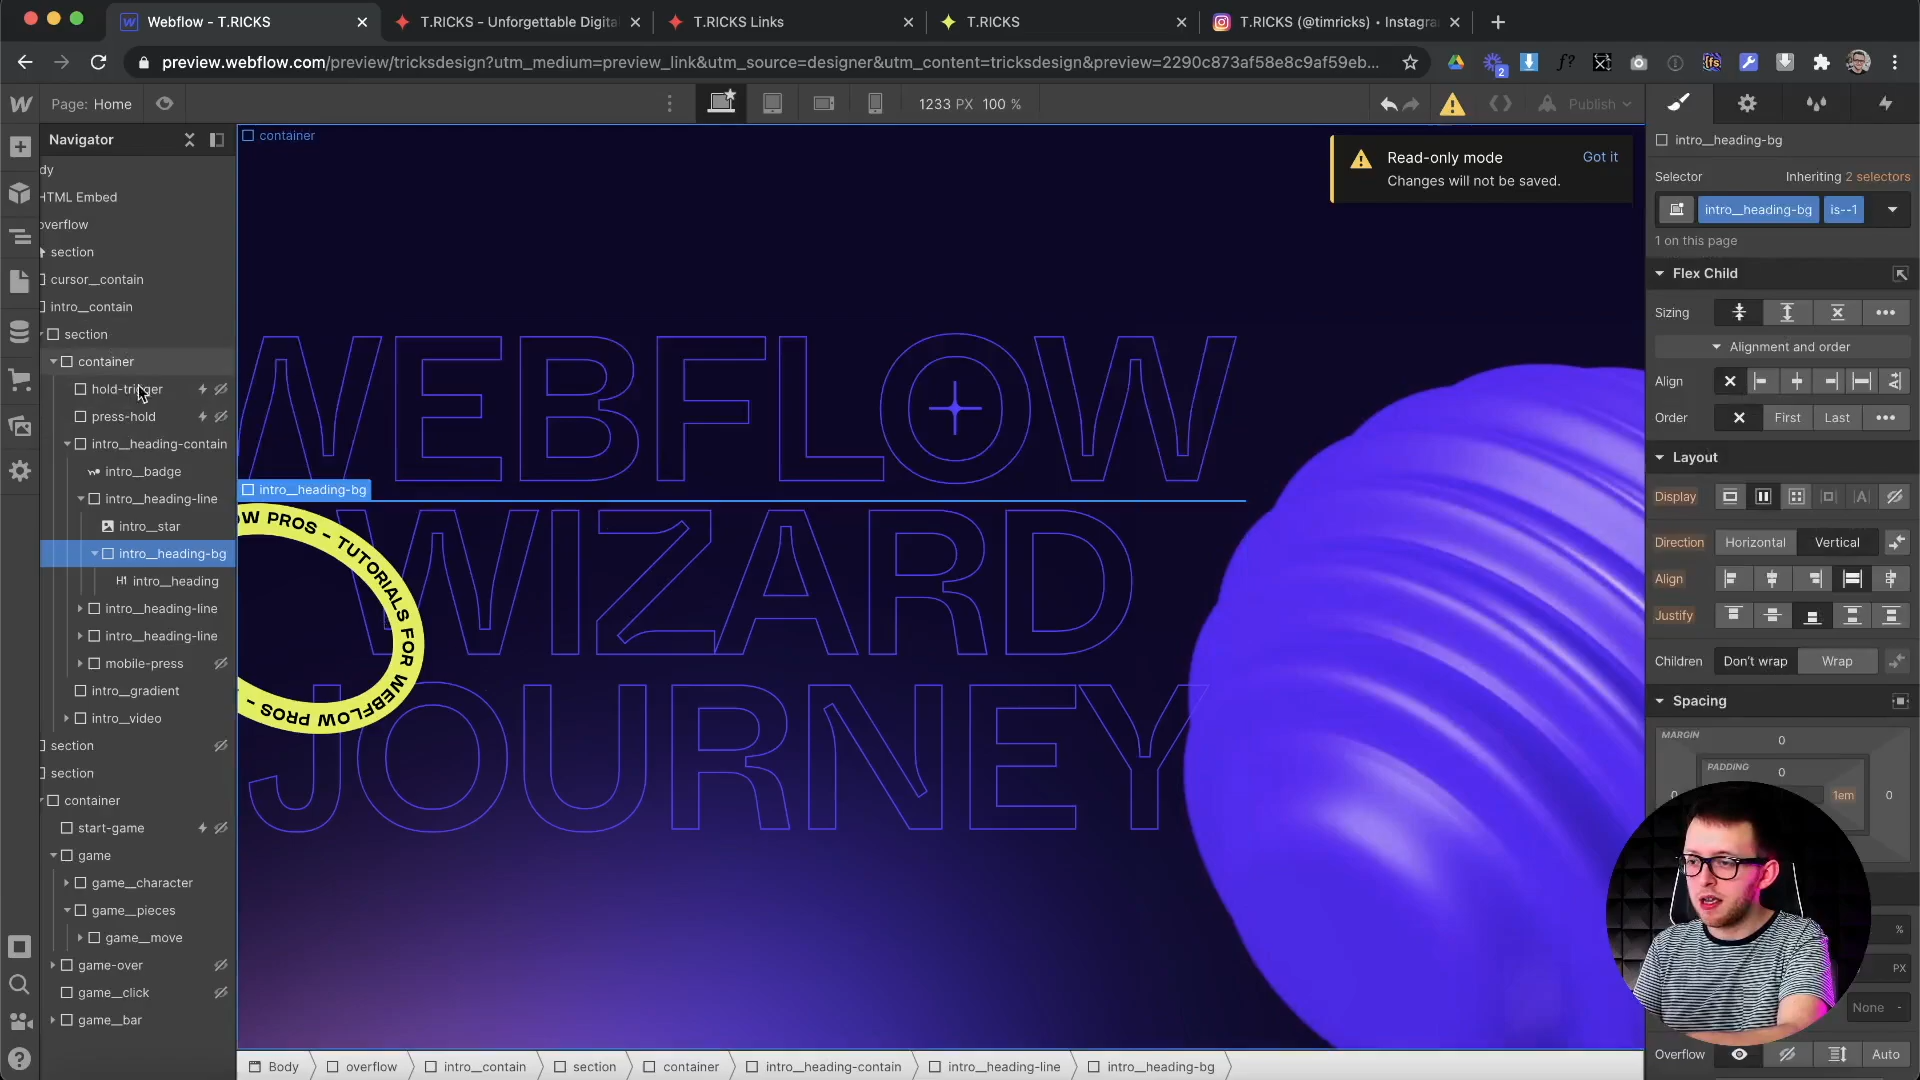 Webflow - T.RICKS
T.RICKS - Unforgettable Digita
T.RICKS Links
T.RICKS
T.RICKS (@timricks) • Instagra
preview.webflow.com/preview/tricksdesign?utm_medium=preview_link&utm_source=designer&utm_content=tricksdesign&preview=2290c873af58e8c9af59eb...
Page: Home
1233 PX 100 %
Publish
Navigator
dy
HTML Embed
overflow
section
cursor__contain
intro__contain
section
container
hold-trigger
press-hold
intro__heading-contain
intro__badge
intro__heading-line
intro__star
intro__heading-bg
H1 intro__heading
intro__heading-line
intro__heading-line
mobile-press
intro__gradient
intro__video
section
section
container
start-game
game
game__character
game__pieces
game__move
game-over
game__click
game__bar
container
Read-only mode
Got it
Changes will not be saved.
WEBFLOW
intro__heading-bg
WIZARD
JOURNEY
OW PROS - TUTORIALS FOR WEBFLOW PROS -
intro__heading-bg
Selector
Inheriting 2 selectors
intro__heading-bg
is--1
1 on this page
Flex Child
Sizing
Alignment and order
Align
Order
First
Last
Layout
Display
Direction
Horizontal
Vertical
Align
Justify
Children
Don't wrap
Wrap
Spacing
MARGIN
0
PADDING
0
0
1em
0
%
PX
None
-
Overflow
Auto
Body
overflow
intro__contain
section
container
intro__heading-contain
intro__heading-line
intro__heading-bg